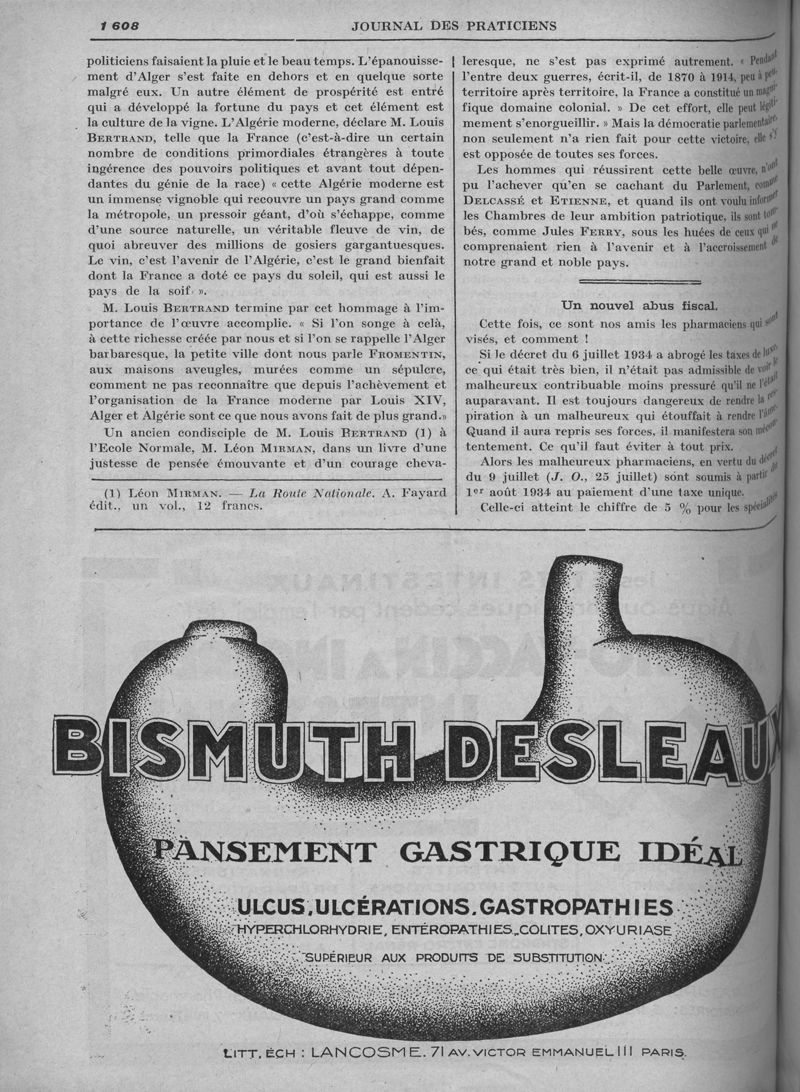 1608
JOURNAL DES PRATICIENS
politiciens faisaient la pluie et le beau temps. L'épanouisse-
ment d'Alger s'est faite en dehors et en quelque sorte
malgré eux. Un autre élément de prospérité est entré
qui a développé la fortune du pays et cet élément est
la culture de la vigne. L'Algérie moderne, déclare M. Louis
BERTRAND, telle que la France (c'est-à-dire un certain
nombre de conditions primordiales étrangères à toute
ingérence des pouvoirs politiques et avant tout dépen-
dantes du génie de la race) « cette Algérie moderne est
un immense vignoble qui recouvre un pays grand comme
la métropole, un pressoir géant, d'où s'échappe, comme
d'une source naturelle, un véritable fleuve de vin, de
quoi abreuver des millions de gosiers gargantuesques.
Le vin, c'est l'avenir de l'Algérie, c'est le grand bienfait
dont la France a doté ce pays du soleil, qui est aussi le
pays de la soif ».
M. Louis BERTRAND termine par cet hommage à l'im-
portance de l'œuvre accomplie. « Si l'on songe à celà,
à cette richesse créée par nous et si l'on se rappelle l'Alger
barbaresque, la petite ville dont nous parle FROMENTIN,
aux maisons aveugles, murées comme un sépulcre,
comment ne pas reconnaître que depuis l'achèvement et
l'organisation de la France moderne par Louis XIV,
Alger et Algérie sont ce que nous avons fait de plus grand.»
Un ancien condisciple de M. Louis BERTRAND (1) à
l'Ecole Normale, M. Léon MIRMAN, dans un livre d'une
justesse de pensée émouvante et d'un courage cheva-
(1) Léon MIRMAN. — La Route Nationale. A. Fayard
édit., un vol., 12 francs.
leresque, ne s'est pas exprimé autrement. « Pendant
l'entre deux guerres, écrit-il, de 1870 à 1914, peu à peu,
territoire après territoire, la France a constitué un magni-
fique domaine colonial. » De cet effort, elle peut légiti-
mement s'enorgueillir. » Mais la démocratie parlementaire,
non seulement n'a rien fait pour cette victoire, elle s'y
est opposée de toutes ses forces.
Les hommes qui réussirent cette belle œuvre, n'ont
pu l'achever qu'en se cachant du Parlement, comme
DELCASSÉ et ETIENNE, et quand ils ont voulu informer
les Chambres de leur ambition patriotique, ils sont tom-
bés, comme Jules FERRY, sous les huées de ceux qui ne
comprenaient rien à l'avenir et à l'accroissement de
notre grand et noble pays.
Un nouvel abus fiscal.
Cette fois, ce sont nos amis les pharmaciens qui sont
visés, et comment !
Si le décret du 6 juillet 1934 a abrogé les taxes de luxe,
ce qui était très bien, il n'était pas admissible de voir le
malheureux contribuable moins pressuré qu'il ne l'était
auparavant. Il est toujours dangereux de rendre la res-
piration à un malheureux qui étouffait à rendre l'âme.
Quand il aura repris ses forces, il manifestera son mécon-
tentement. Ce qu'il faut éviter à tout prix.
Alors les malheureux pharmaciens, en vertu du décret
du 9 juillet (J. O., 25 juillet) sont soumis à partir du
1er août 1934 au paiement d'une taxe unique.
Celle-ci atteint le chiffre de 5 % pour les spécialités
BISMUTH DESLEAUX
PANSEMENT GASTRIQUE IDÉAL
ULCUS, ULCÉRATIONS, GASTROPATHIES
HYPERCHLORHYDRIE, ENTÉROPATHIES, COLITES, OXYURIASE
SUPÉRIEUR AUX PRODUITS DE SUBSTITUTION
LITT. ÉCH : LANCOSME. 71 AV. VICTOR EMMANUEL III PARIS.